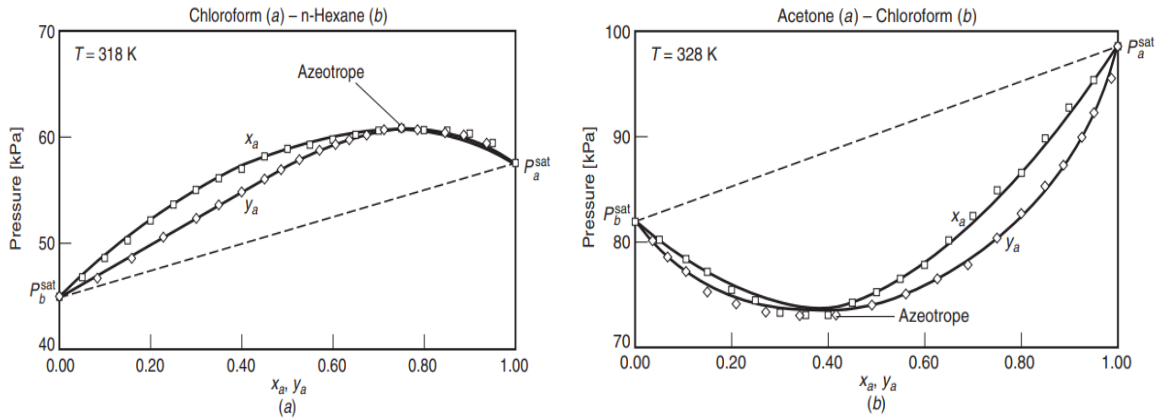 Chloroform (a) – n-Hexane (b)
70
T = 318 K
Azeotrope
60
xₐ
Pressure [kPa]
yₐ
Pₐˢᵃᵗ
50
P_bˢᵃᵗ
40
0.00 0.20 0.40 0.60 0.80 1.00
xₐ, yₐ
(a)
Acetone (a) – Chloroform (b)
100
Pₐˢᵃᵗ
T = 328 K
90
Pressure [kPa]
P_bˢᵃᵗ
xₐ
80
yₐ
Azeotrope
70
0.00 0.20 0.40 0.60 0.80 1.00
xₐ, yₐ
(b)